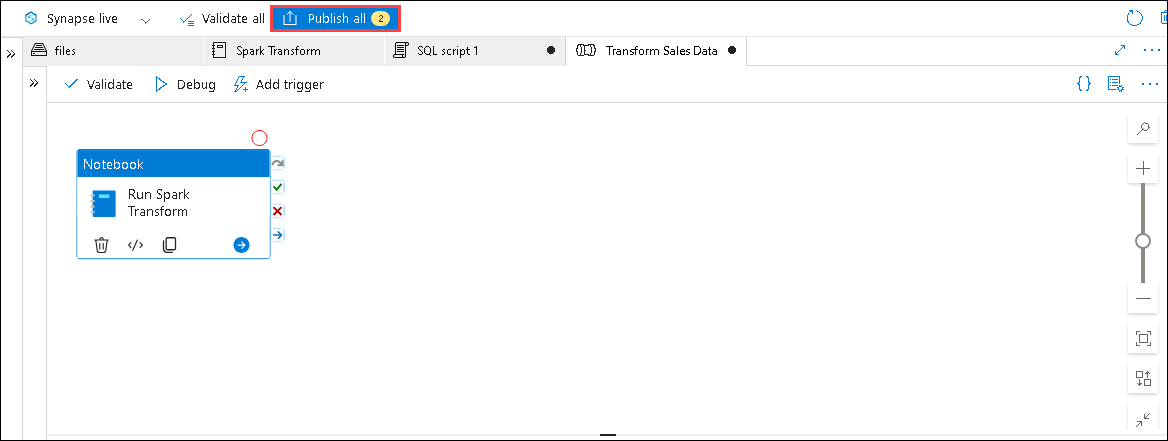 Synapse live
Validate all
Publish all 2
files
Spark Transform
SQL script 1
Transform Sales Data
Validate
Debug
Add trigger
Notebook
Run Spark
Transform